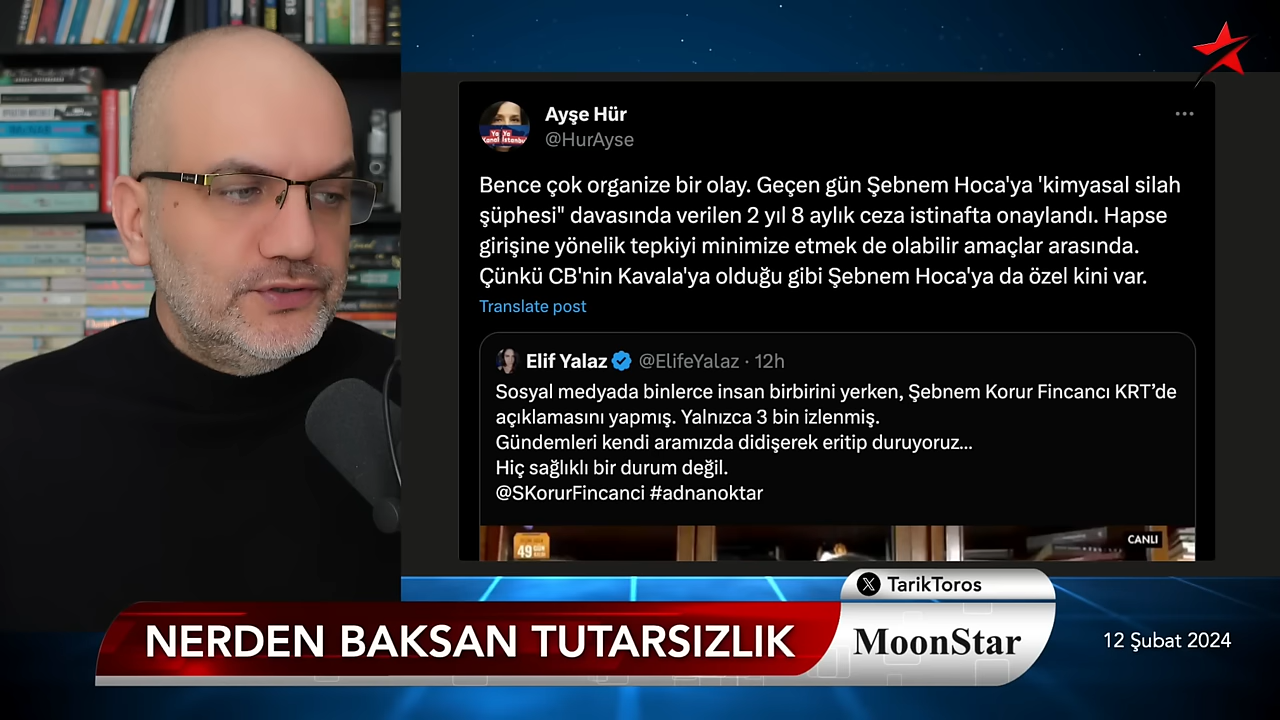 Ayşe Hür
@HurAyse
Bence çok organize bir olay. Geçen gün Şebnem Hoca'ya 'kimyasal silah
şüphesi" davasında verilen 2 yıl 8 aylık ceza istinafta onaylandı. Hapse
girişine yönelik tepkiyi minimize etmek de olabilir amaçlar arasında.
Çünkü CB'nin Kavala'ya olduğu gibi Şebnem Hoca'ya da özel kini var.
Translate post
Elif Yalaz @ElifeYalaz · 12h
Sosyal medyada binlerce insan birbirini yerken, Şebnem Korur Fincancı KRT’de
açıklamasını yapmış. Yalnızca 3 bin izlenmiş.
Gündemleri kendi aramızda didişerek eritip duruyoruz...
Hiç sağlıklı bir durum değil.
@SKorurFincanci #adnanoktar
49
CANLI
X TarikToros
NERDEN BAKSAN TUTARSIZLIK
MoonStar
12 Şubat 2024